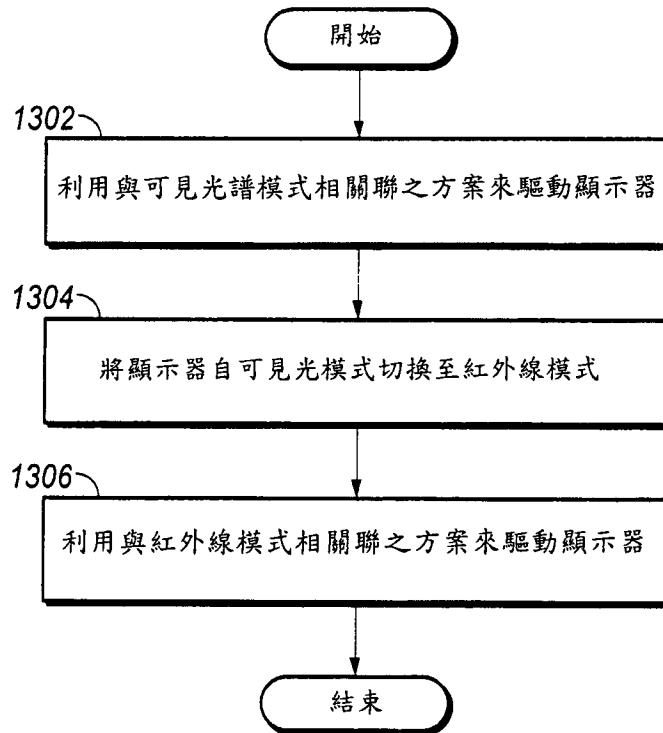 開始
1302
利用與可見光譜模式相關聯之方案來驅動顯示器
1304
將顯示器自可見光模式切換至紅外線模式
1306
利用與紅外線模式相關聯之方案來驅動顯示器
結束